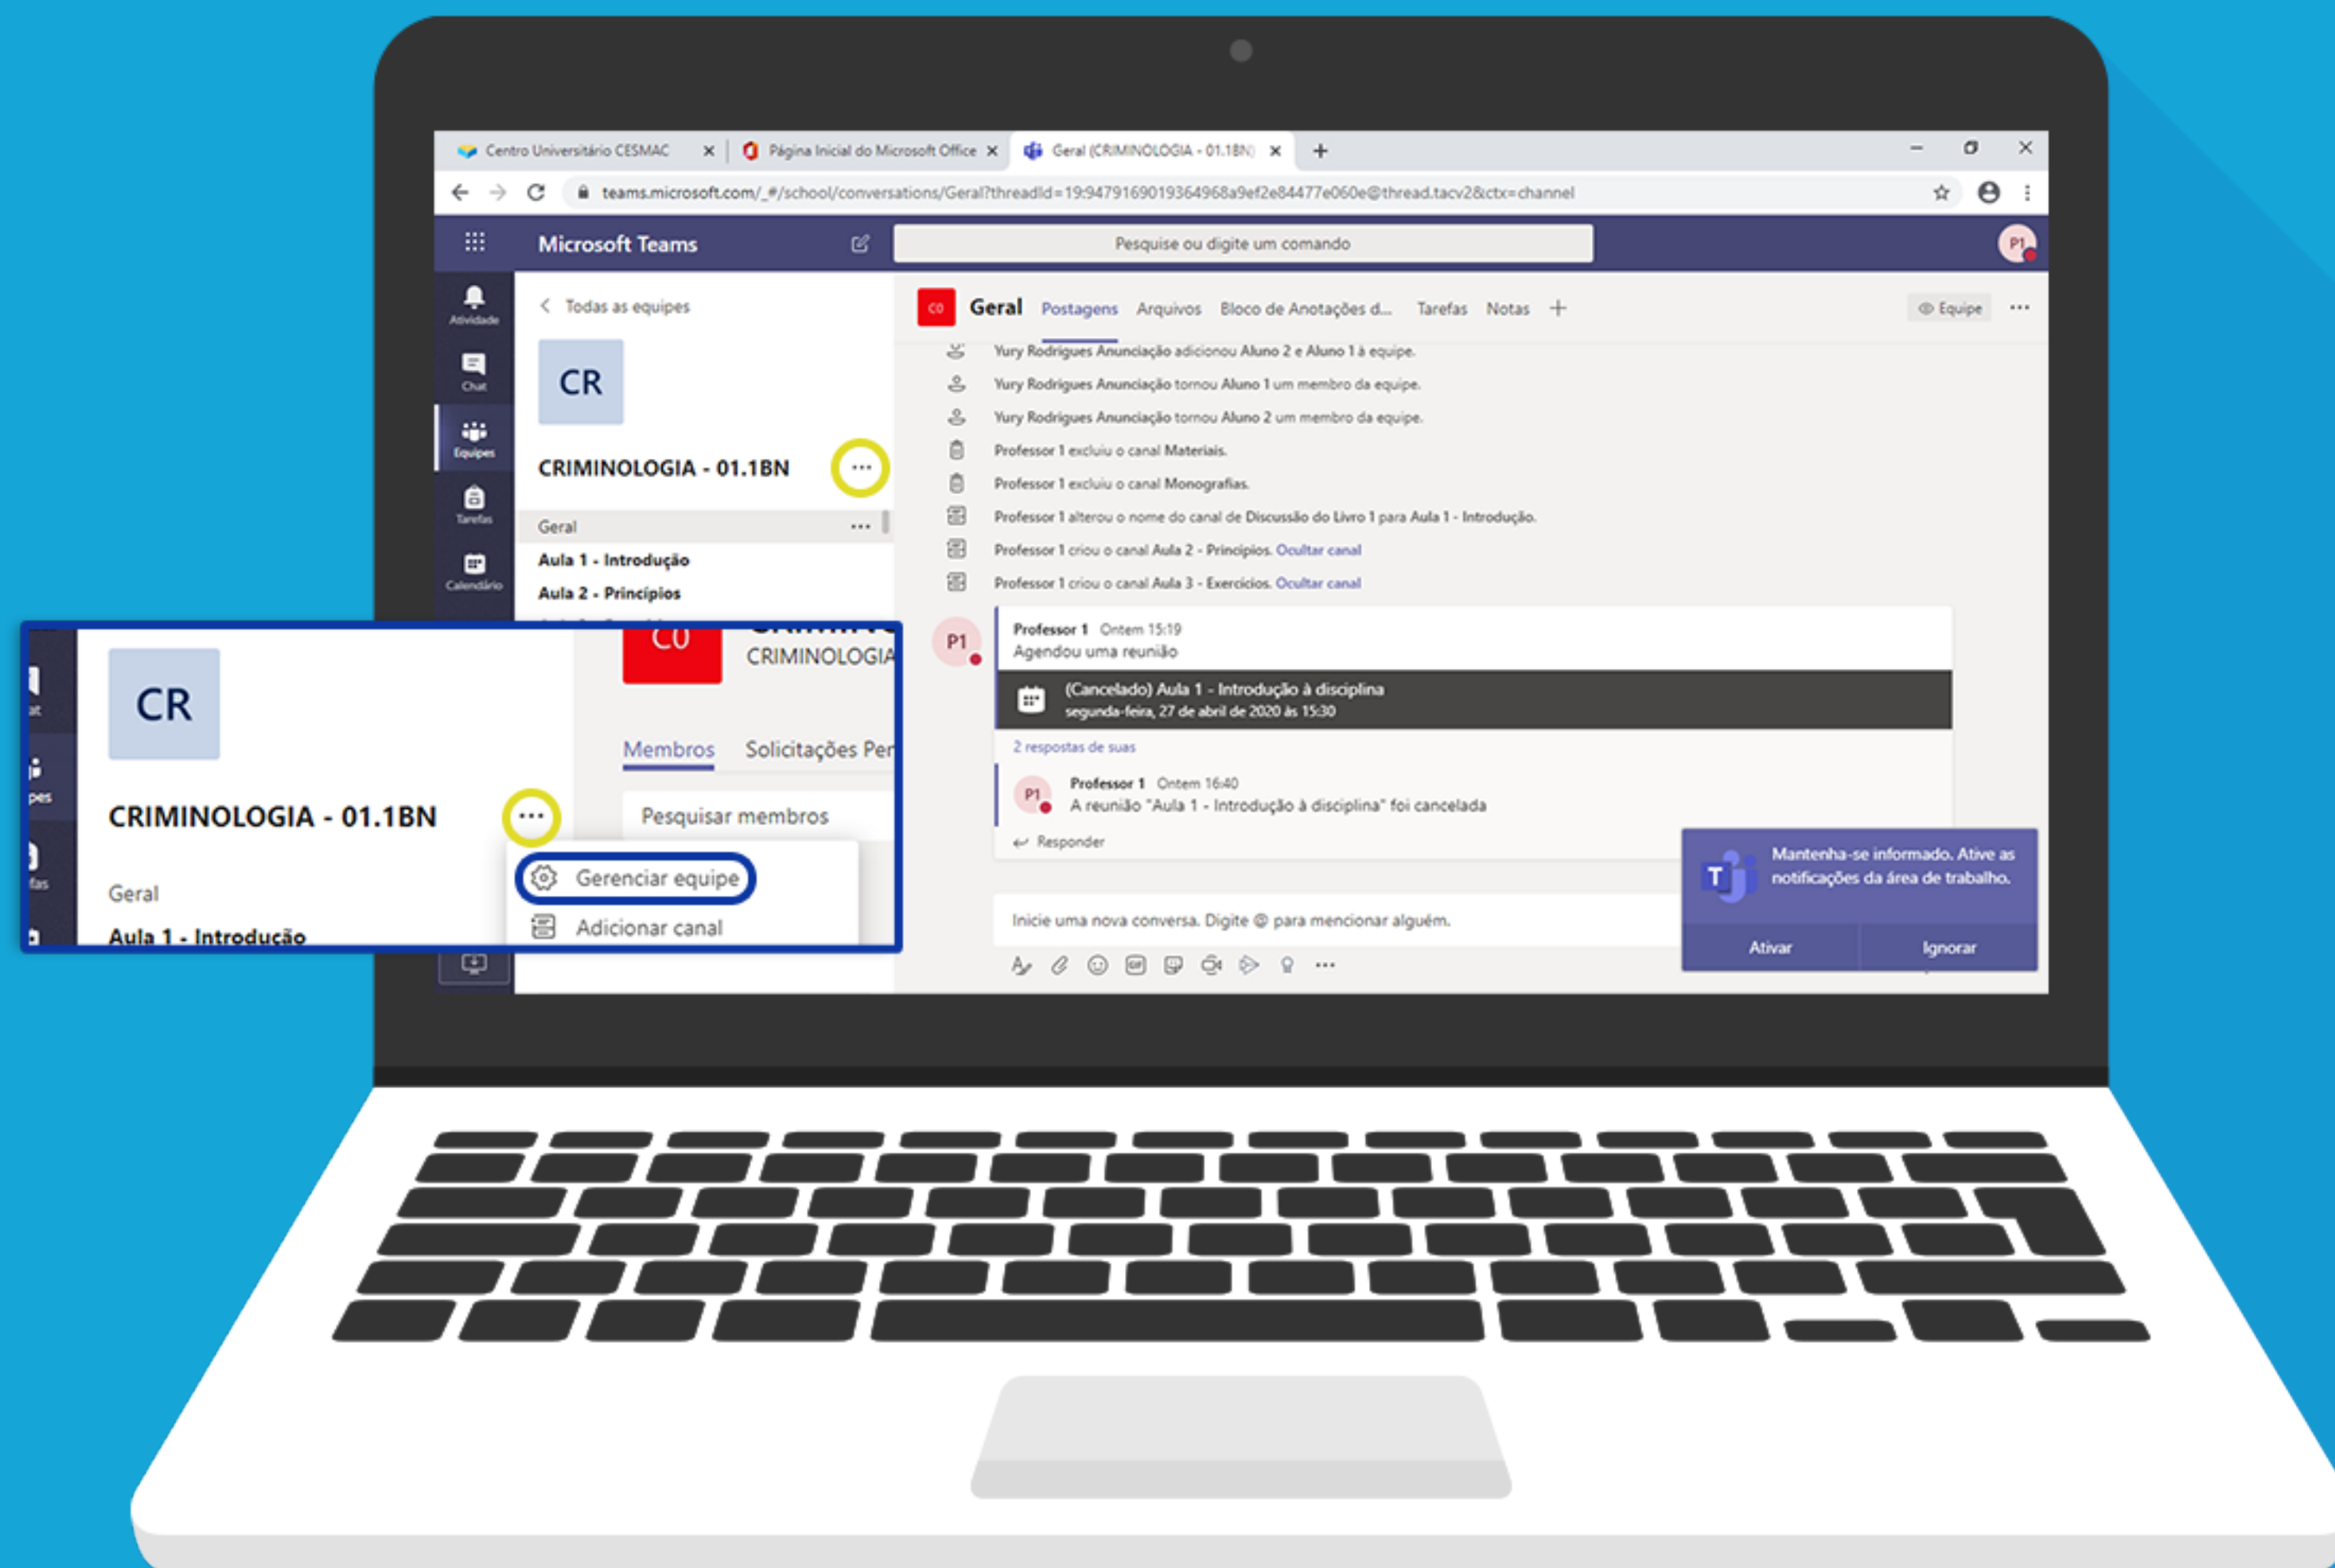 Centro Universitário CESMAC
Página Inicial do Microsoft Office
Geral (CRIMINOLOGIA - 01.1BN)
teams.microsoft.com/_#/school/conversations/Geral?threadId=19:9479169019364968a9ef2e84477e060e@thread.tacv2&ctx=channel
Microsoft Teams
Pesquise ou digite um comando
P1
Atividade
Chat
Equipes
Tarefas
Calendário
Todas as equipes
CR
CRIMINOLOGIA - 01.1BN
Geral
Aula 1 - Introdução
Aula 2 - Princípios
C0
Geral Postagens Arquivos Bloco de Anotações d... Tarefas Notas
Equipe
Yury Rodrigues Anunciação adicionou Aluno 2 e Aluno 1 à equipe.
Yury Rodrigues Anunciação tornou Aluno 1 um membro da equipe.
Yury Rodrigues Anunciação tornou Aluno 2 um membro da equipe.
Professor 1 excluiu o canal Materiais.
Professor 1 excluiu o canal Monografias.
Professor 1 alterou o nome do canal de Discussão do Livro 1 para Aula 1 - Introdução.
Professor 1 criou o canal Aula 2 - Princípios. Ocultar canal
Professor 1 criou o canal Aula 3 - Exercícios. Ocultar canal
P1
Professor 1 Ontem 15:19
Agendou uma reunião
(Cancelado) Aula 1 - Introdução à disciplina
segunda-feira, 27 de abril de 2020 às 15:30
2 respostas de suas
P1
Professor 1 Ontem 16:40
A reunião "Aula 1 - Introdução à disciplina" foi cancelada
Responder
Inicie uma nova conversa. Digite @ para mencionar alguém.
GIF
T
Mantenha-se informado. Ative as
notificações da área de trabalho.
Ativar
Ignorar
at
pes
fas
CR
CRIMINOLOGIA - 01.1BN
Geral
Aula 1 - Introdução
C0
CRIMINOLOGIA
Membros
Solicitações Per
Pesquisar membros
Gerenciar equipe
Adicionar canal